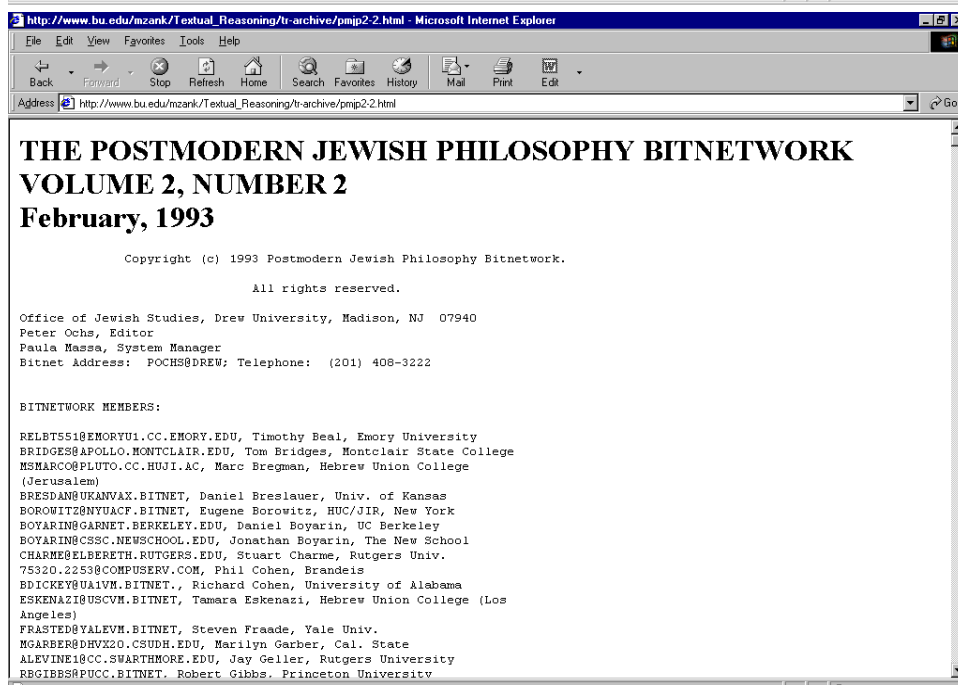 http://www.bu.edu/mzank/Textual_Reasoning/tr-archive/pmjp2-2.html - Microsoft Internet Explorer
File Edit View Favorites Tools Help
Back Forward Stop Refresh Home Search Favorites History Mail Print Edit
Address http://www.bu.edu/mzank/Textual_Reasoning/tr-archive/pmjp2-2.html Go
THE POSTMODERN JEWISH PHILOSOPHY BITNETWORK
VOLUME 2, NUMBER 2
February, 1993
Copyright (c) 1993 Postmodern Jewish Philosophy Bitnetwork.
All rights reserved.
Office of Jewish Studies, Drew University, Madison, NJ 07940
Peter Ochs, Editor
Paula Massa, System Manager
Bitnet Address: POCHS@DREW; Telephone: (201) 408-3222
BITNETWORK MEMBERS:
RELBT551@EMORYU1.CC.EMORY.EDU, Timothy Beal, Emory University
BRIDGES@APOLLO.MONTCLAIR.EDU, Tom Bridges, Montclair State College
MSMARCO@PLUTO.CC.HUJI.AC, Marc Bregman, Hebrew Union College
(Jerusalem)
BRESDAN@UKANVAX.BITNET, Daniel Breslauer, Univ. of Kansas
BOROWITZ@NYUACF.BITNET, Eugene Borowitz, HUC/JIR, New York
BOYARIN@GARNET.BERKELEY.EDU, Daniel Boyarin, UC Berkeley
BOYARIN@CSSC.NEWSCHOOL.EDU, Jonathan Boyarin, The New School
CHARME@ELBERETH.RUTGERS.EDU, Stuart Charme, Rutgers Univ.
75320.2253@COMPUSERV.COM, Phil Cohen, Brandeis
BDICKEY@UA1VM.BITNET., Richard Cohen, University of Alabama
ESKENAZI@USCVM.BITNET, Tamara Eskenazi, Hebrew Union College (Los
Angeles)
FRASTED@YALEVM.BITNET, Steven Fraade, Yale Univ.
MGARBER@DHVX20.CSUDH.EDU, Marilyn Garber, Cal. State
ALEVINE1@CC.SWARTHMORE.EDU, Jay Geller, Rutgers University
RBGIBBS@PUCC.BITNET, Robert Gibbs, Princeton University